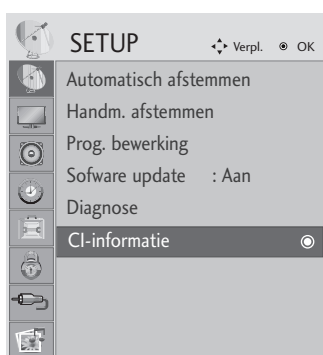 SETUP Verpl. OK
Automatisch afstemmen
Handm. afstemmen
Prog. bewerking
Sofware update : Aan
Diagnose
CI-informatie